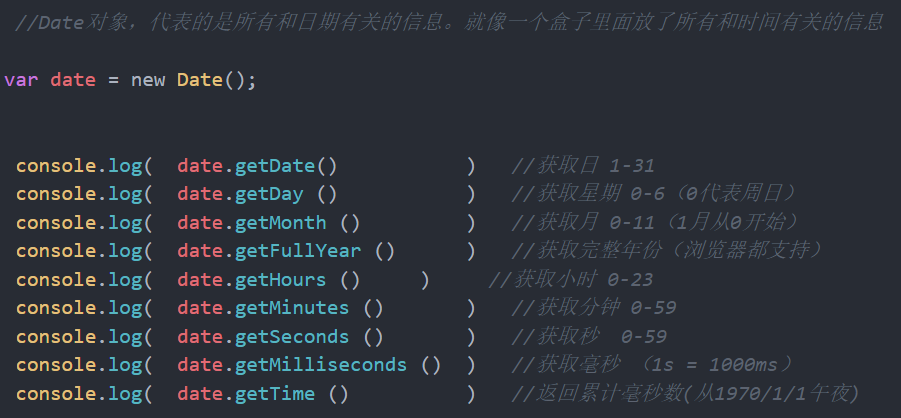 //Date对象，代表的是所有和日期有关的信息。就像一个盒子里面放了所有和时间有关的信息
var date = new Date();
console.log(  date.getDate()           )   //获取日 1-31
console.log(  date.getDay ()           )   //获取星期 0-6（0代表周日）
console.log(  date.getMonth ()         )   //获取月 0-11（1月从0开始）
console.log(  date.getFullYear ()      )   //获取完整年份（浏览器都支持）
console.log(  date.getHours ()     )     //获取小时 0-23
console.log(  date.getMinutes ()       )   //获取分钟 0-59
console.log(  date.getSeconds ()       )   //获取秒  0-59
console.log(  date.getMilliseconds ()  )   //获取毫秒 （1s = 1000ms）
console.log(  date.getTime ()          )   //返回累计毫秒数(从1970/1/1午夜)